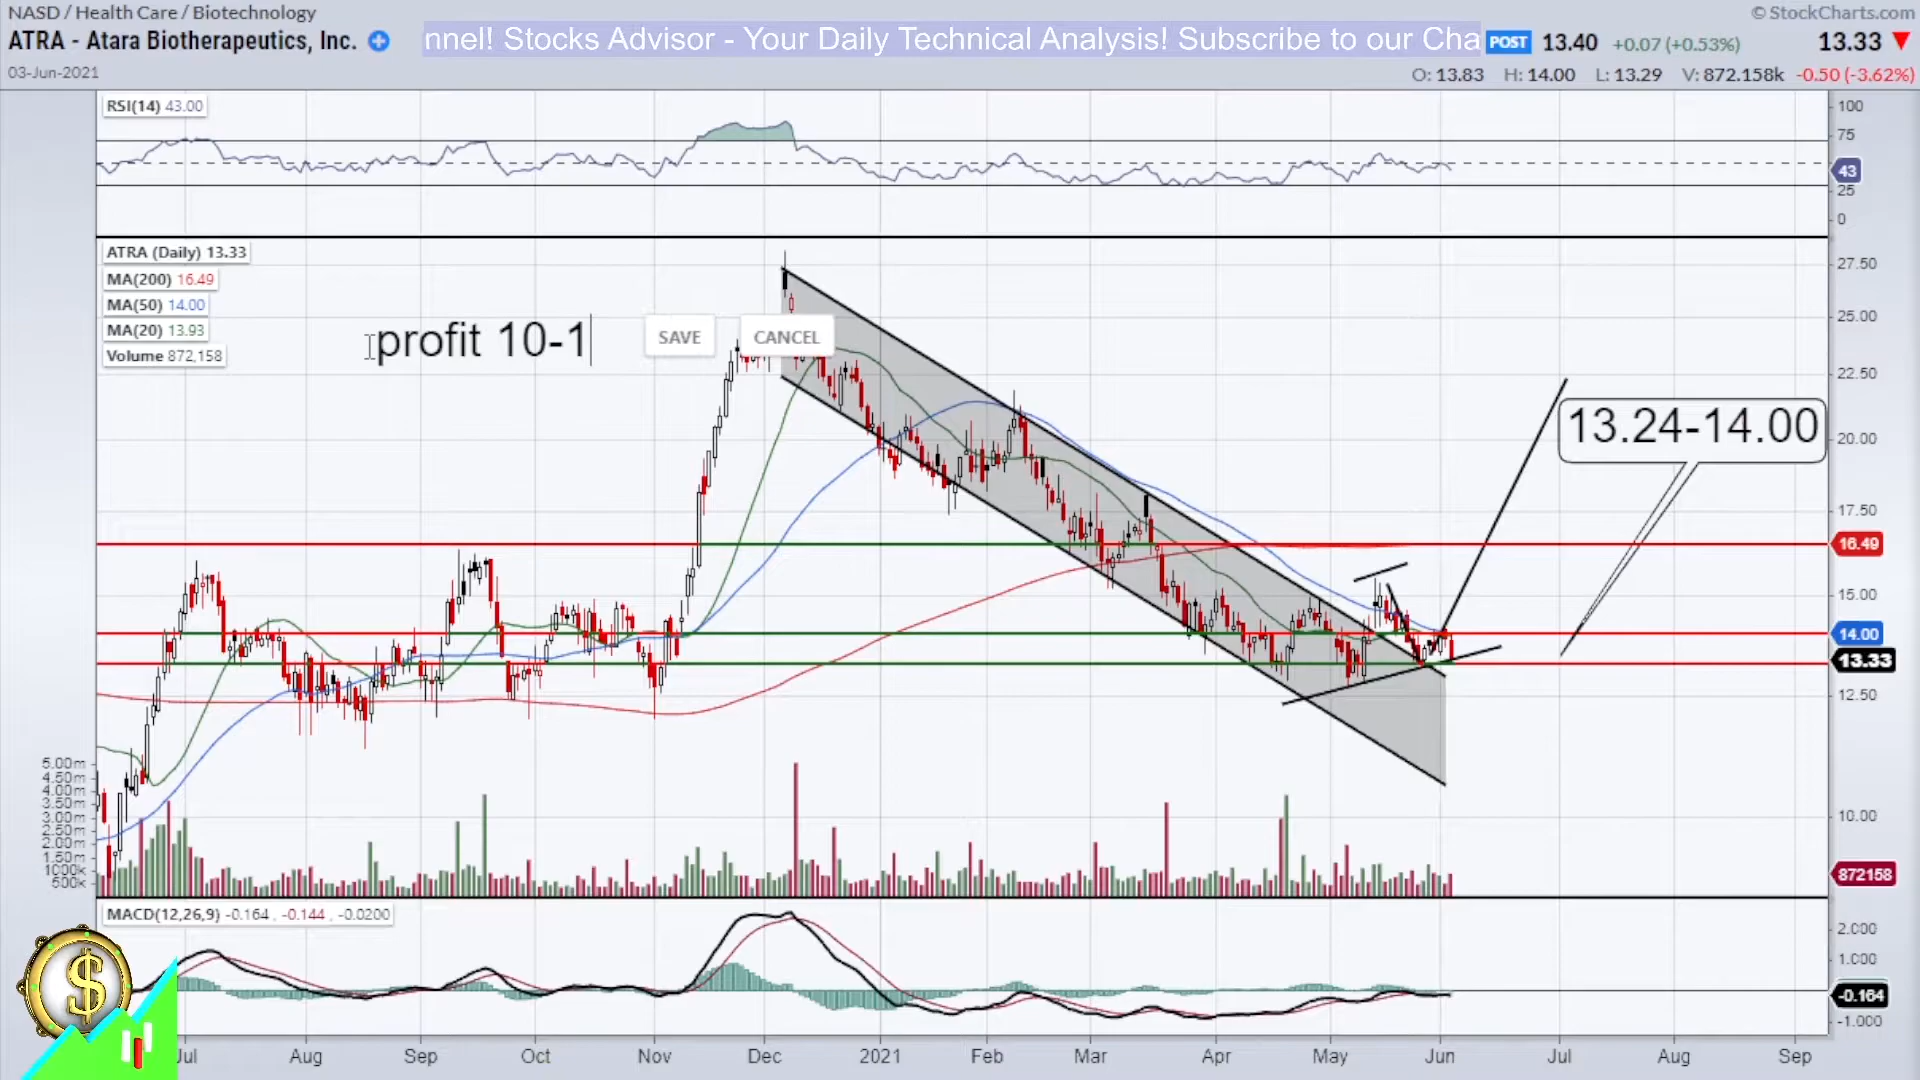 NASD / Health Care / Biotechnology
© StockCharts.com
ATRA - Atara Biotherapeutics, Inc.
nnel! Stocks Advisor - Your Daily Technical Analysis! Subscribe to our Cha
POST 13.40 +0.07 (+0.53%) 13.33
03-Jun-2021
O: 13.83 H: 14.00 L: 13.29 V: 872.158k -0.50 (-3.62%)
RSI(14) 43.00
100
75
43
25
0
ATRA (Daily) 13.33
MA(200) 16.49
MA(50) 14.00
MA(20) 13.93
Volume 872,158
profit 10-1
SAVE
CANCEL
13.24-14.00
27.50
25.00
22.50
20.00
17.50
16.49
15.00
14.00
13.33
12.50
10.00
872158
5.00m
4.50m
4.00m
3.50m
3.00m
2.50m
2.00m
1.50m
1000k
500k
MACD(12,26,9) -0.164 , -0.144 , -0.0200
2.000
1.000
-0.164
-1.000
$
Jul Aug Sep Oct Nov Dec 2021 Feb Mar Apr May Jun Jul Aug Sep